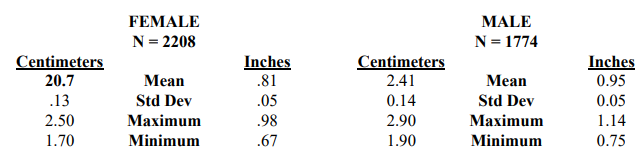 FEMALE MALE
N = 2208 N = 1774
Centimeters Inches Centimeters Inches
20.7 Mean .81 2.41 Mean 0.95
.13 Std Dev .05 0.14 Std Dev 0.05
2.50 Maximum .98 2.90 Maximum 1.14
1.70 Minimum .67 1.90 Minimum 0.75